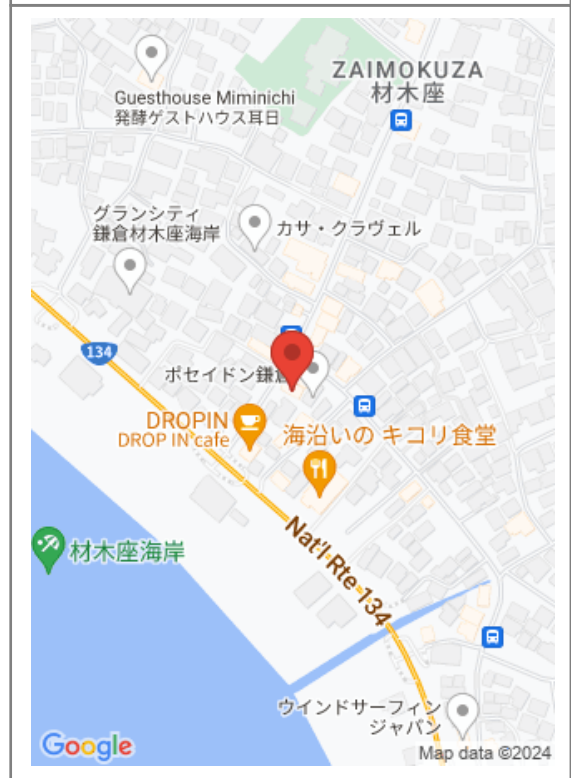 ZAIMOKUZA
材木座
Guesthouse Miminichi
発酵ゲストハウス耳日
グランシティ
鎌倉材木座海岸
カサ・クラヴェル
134
ポセイドン鎌倉
DROPIN
DROP IN cafe
海沿いの キコリ食堂
Nat'l Rte 134
材木座海岸
ウインドサーフィン
ジャパン
Google
Map data ©2024